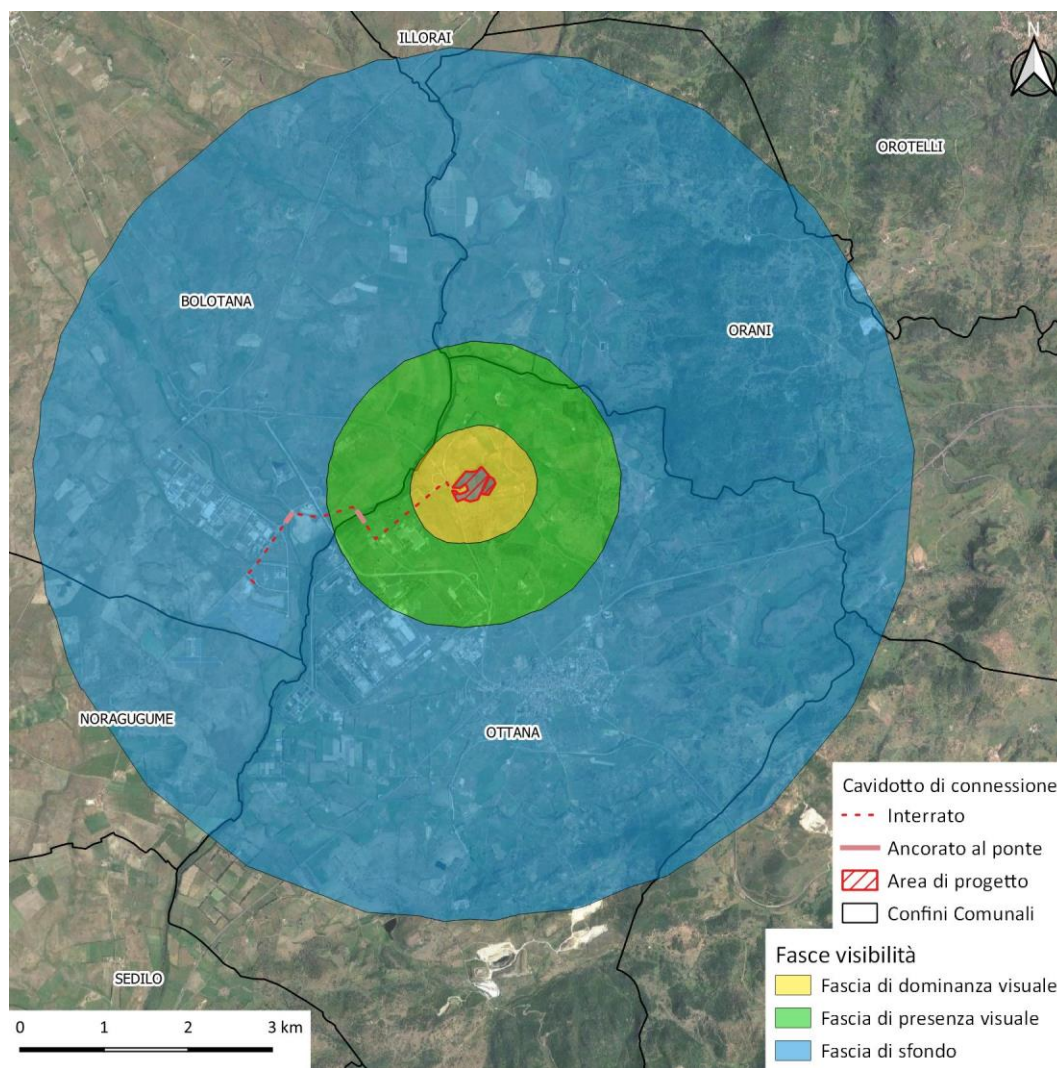 ILLORAI
N
OROTELLI
BOLOTANA
ORANI
NORAGUGUME
OTTANA
SEDILO
Cavidotto di connessione
Interrato
Ancorato al ponte
Area di progetto
Confini Comunali
Fasce visibilità
Fascia di dominanza visuale
Fascia di presenza visuale
Fascia di sfondo
0 1 2 3 km